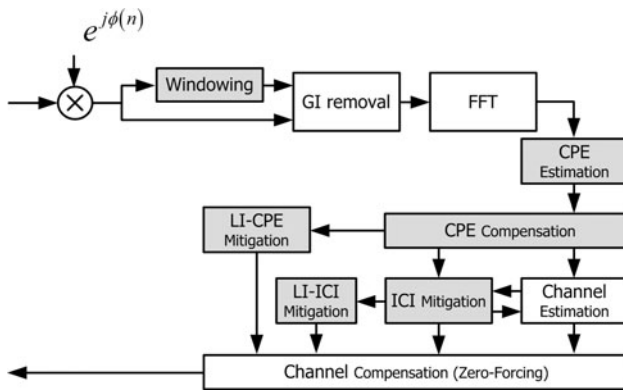 e^{jϕ(n)}
Windowing
GI removal
FFT
CPE
Estimation
LI-CPE
Mitigation
CPE Compensation
LI-ICI
Mitigation
ICI Mitigation
Channel
Estimation
Channel Compensation (Zero-Forcing)